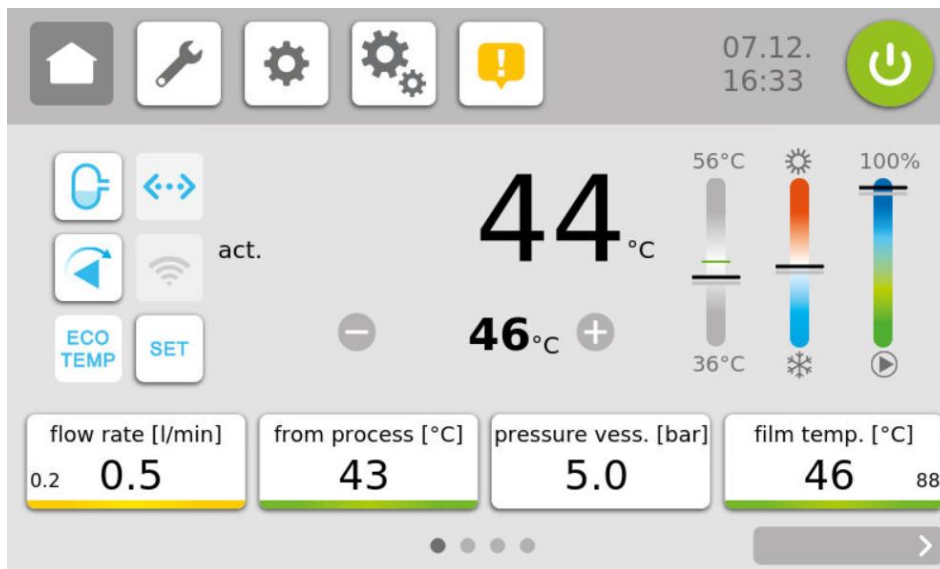 07.12.
16:33
56°C
100%
act.
44 °C
ECO
TEMP
SET
46 °C
36°C
flow rate [l/min]
0.2 0.5
from process [°C]
43
pressure vess. [bar]
5.0
film temp. [°C]
46 88